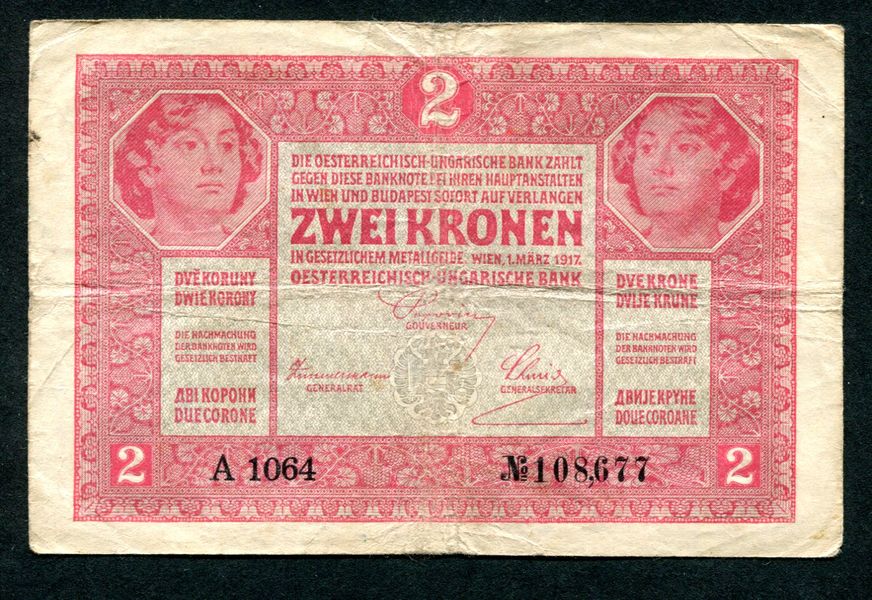 2
DIE OESTERREICHISCH-UNGARISCHE BANK ZAHLT
GEGEN DIESE BANKNOTE BEI IHREN HAUPTANSTALTEN
IN WIEN UND BUDAPEST SOFORT AUF VERLANGEN
ZWEI KRONEN
IN GESETZLICHEM METALLGELDE. WIEN, 1. MÄRZ 1917.
OESTERREICHISCH-UNGARISCHE BANK
Popovics
GOUVERNEUR
GENERALRAT
GENERALSEKRETÄR
DVĚ KORUNY
DWIE KORONY
DIE NACHMACHUNG
DER BANKNOTEN WIRD
GESETZLICH BESTRAFT
ДВІ КОРОНИ
DUE CORONE
DVE KRONE
DVIJE KRUNE
DIE NACHMACHUNG
DER BANKNOTEN WIRD
GESETZLICH BESTRAFT
ДВИЈЕ КРУНЕ
DOUE COROANE
2
A 1064
№ 108,677
2